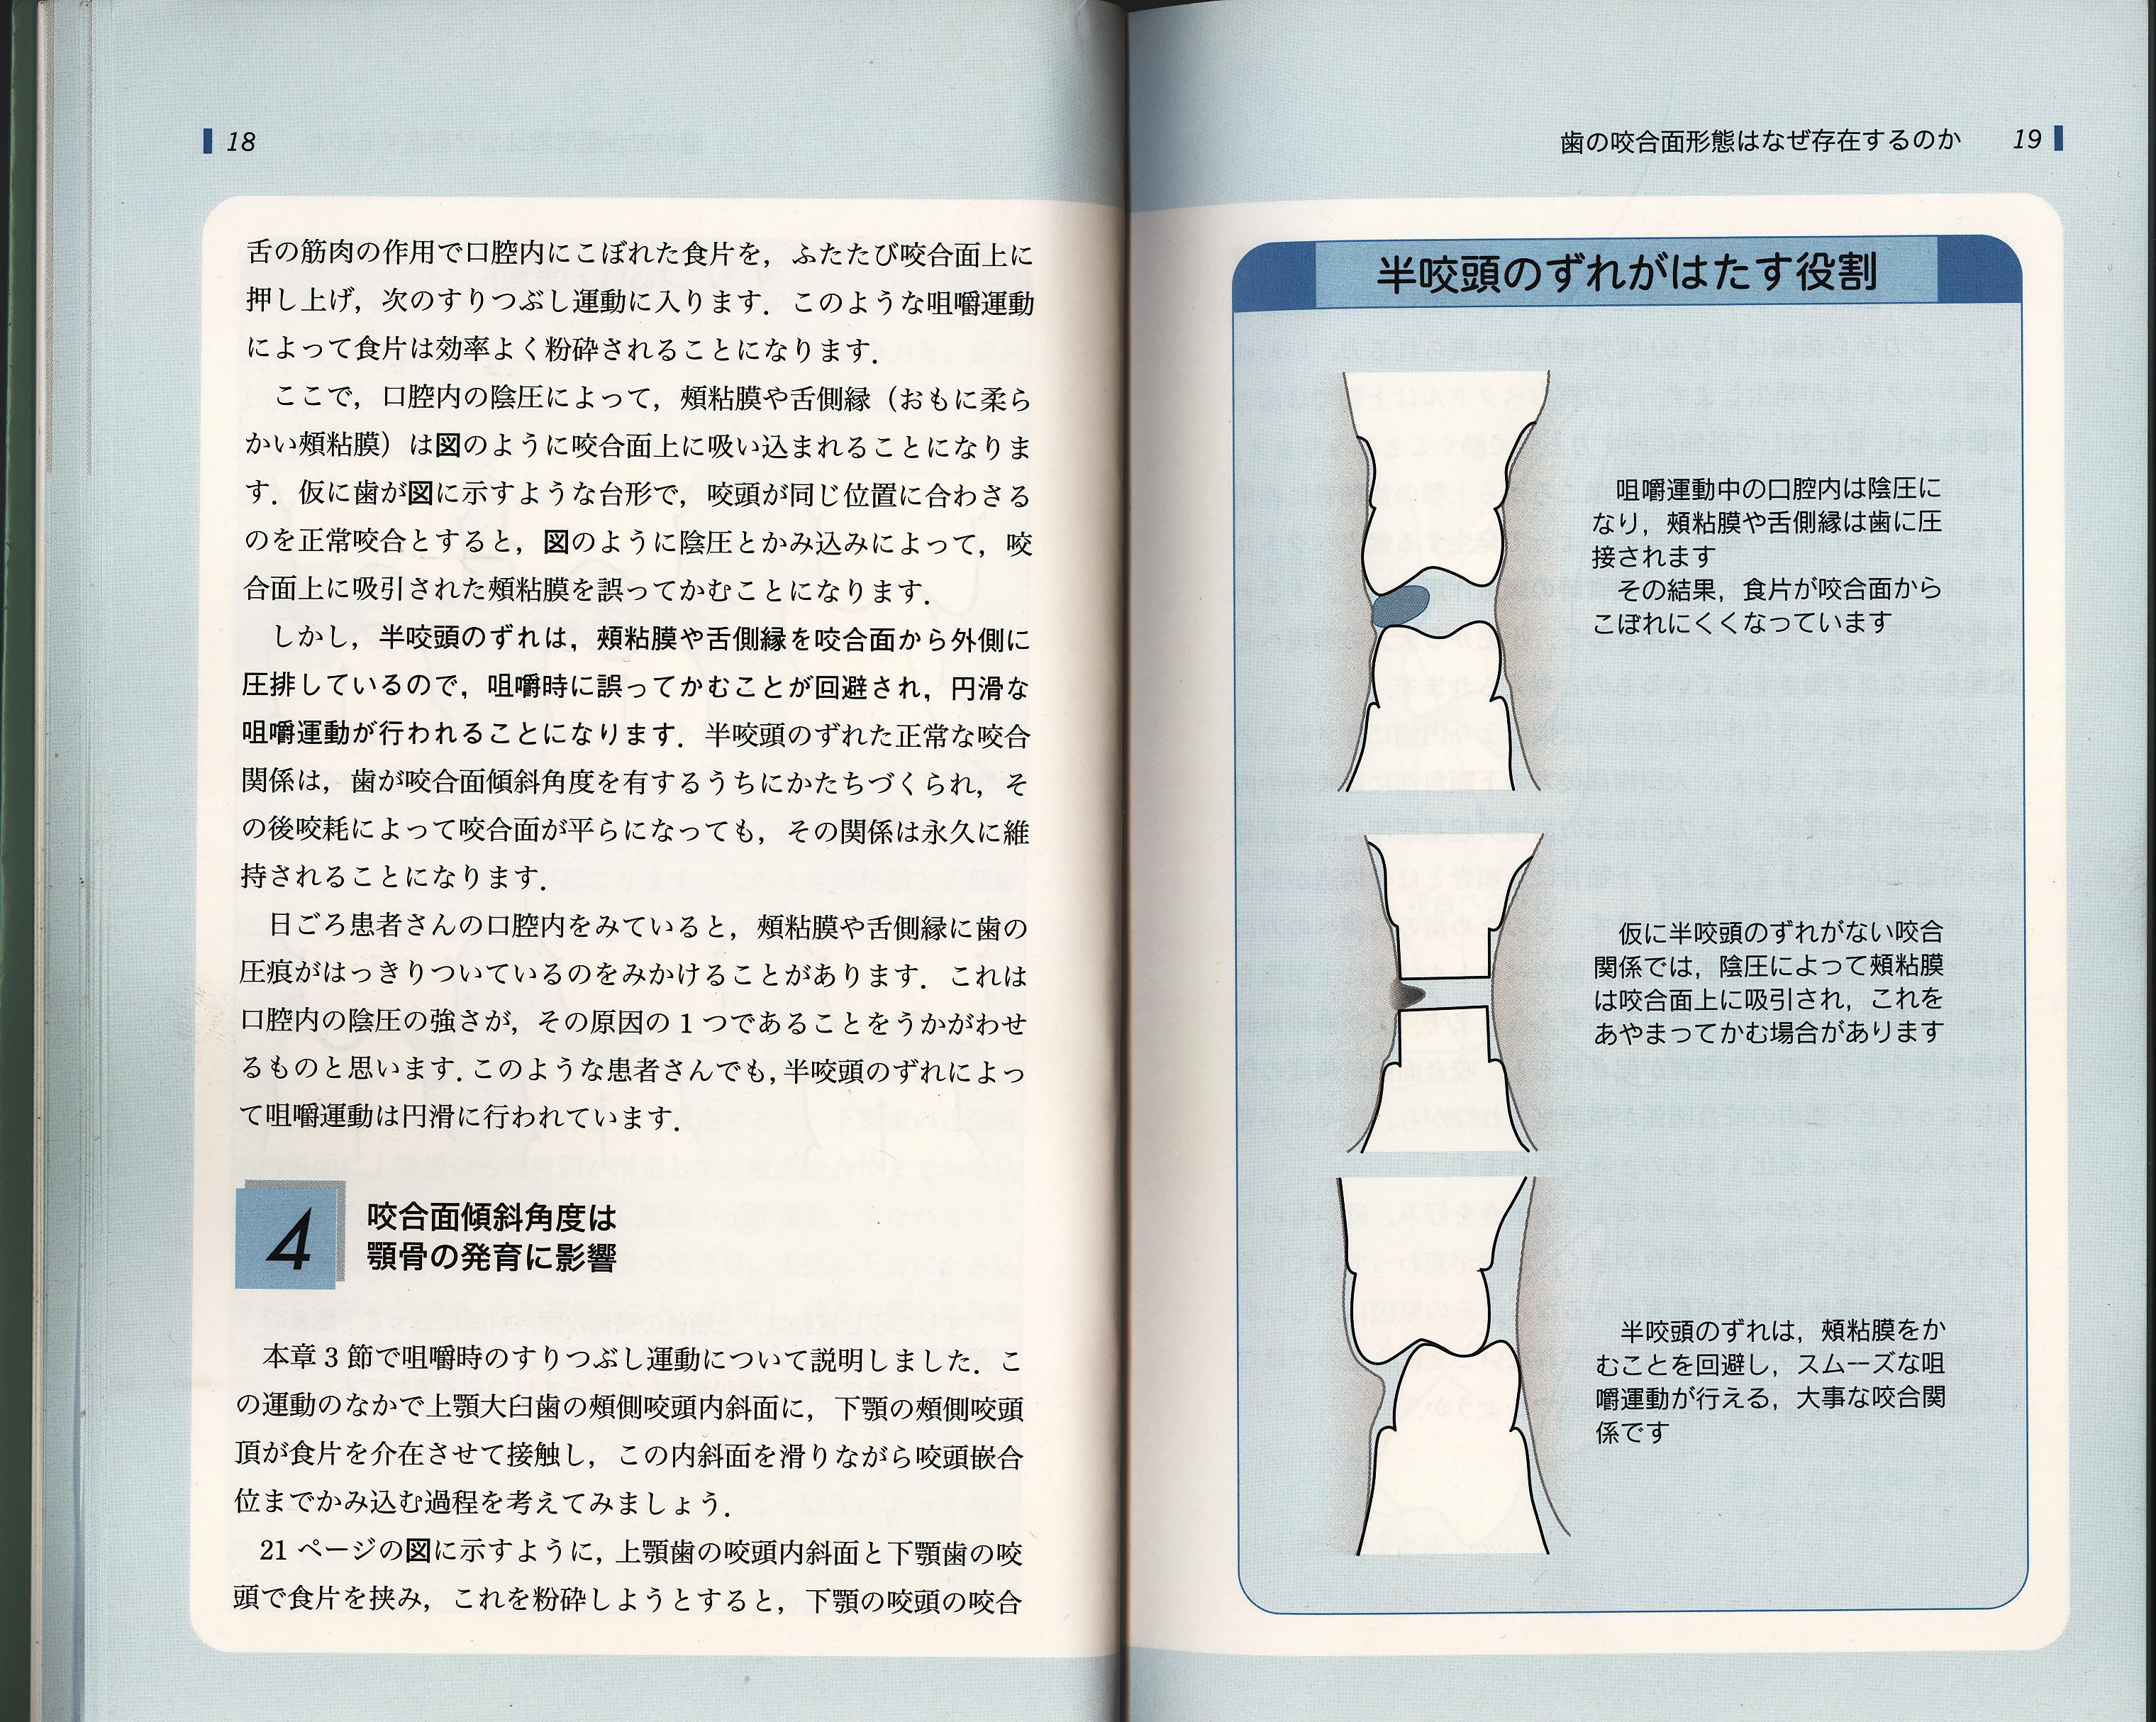 18
舌の筋肉の作用で口腔内にこぼれた食片を，ふたたび咬合面上に
押し上げ，次のすりつぶし運動に入ります．このような咀嚼運動
によって食片は効率よく粉砕されることになります．
ここで，口腔内の陰圧によって，頰粘膜や舌側縁（おもに柔ら
かい頰粘膜）は図のように咬合面上に吸い込まれることになりま
す．仮に歯が図に示すような台形で，咬頭が同じ位置に合わさる
のを正常咬合とすると，図のように陰圧とかみ込みによって，咬
合面上に吸引された頰粘膜を誤ってかむことになります．
しかし，半咬頭のずれは，頰粘膜や舌側縁を咬合面から外側に
圧排しているので，咀嚼時に誤ってかむことが回避され，円滑な
咀嚼運動が行われることになります．半咬頭のずれた正常な咬合
関係は，歯が咬合面傾斜角度を有するうちにかたちづくられ，そ
の後咬耗によって咬合面が平らになっても，その関係は永久に維
持されることになります．
日ごろ患者さんの口腔内をみていると，頰粘膜や舌側縁に歯の
圧痕がはっきりついているのをみかけることがあります．これは
口腔内の陰圧の強さが，その原因の1つであることをうかがわせ
るものと思います．このような患者さんでも，半咬頭のずれによっ
て咀嚼運動は円滑に行われています．
4
咬合面傾斜角度は
顎骨の発育に影響
本章3節で咀嚼時のすりつぶし運動について説明しました．こ
の運動のなかで上顎大臼歯の頰側咬頭内斜面に，下顎の頰側咬頭
頂が食片を介在させて接触し，この内斜面を滑りながら咬頭嵌合
位までかみ込む過程を考えてみましょう．
21ページの図に示すように，上顎歯の咬頭内斜面と下顎歯の咬
頭で食片を挟み，これを粉砕しようとすると，下顎の咬頭の咬合
歯の咬合面形態はなぜ存在するのか 19
半咬頭のずれがはたす役割
咀嚼運動中の口腔内は陰圧に
なり，頰粘膜や舌側縁は歯に圧
接されます
その結果，食片が咬合面から
こぼれにくくなっています
仮に半咬頭のずれがない咬合
関係では，陰圧によって頰粘膜
は咬合面上に吸引され，これを
あやまってかむ場合があります
半咬頭のずれは，頰粘膜をか
むことを回避し，スムーズな咀
嚼運動が行える，大事な咬合関
係です